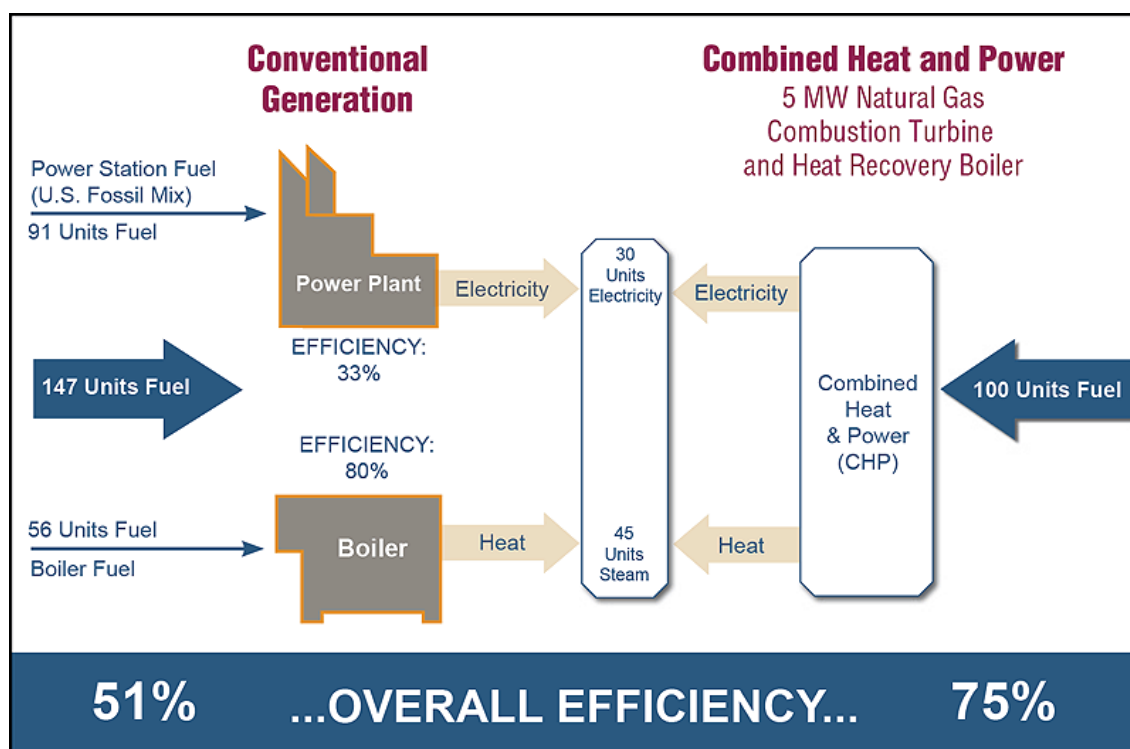 Conventional
Generation
Combined Heat and Power
5 MW Natural Gas
Combustion Turbine
and Heat Recovery Boiler
Power Station Fuel
(U.S. Fossil Mix)
91 Units Fuel
Power Plant
Electricity
30
Units
Electricity
Electricity
EFFICIENCY:
33%
147 Units Fuel
Combined
Heat
& Power
(CHP)
100 Units Fuel
EFFICIENCY:
80%
56 Units Fuel
Boiler Fuel
Boiler
Heat
45
Units
Steam
Heat
51% ...OVERALL EFFICIENCY... 75%